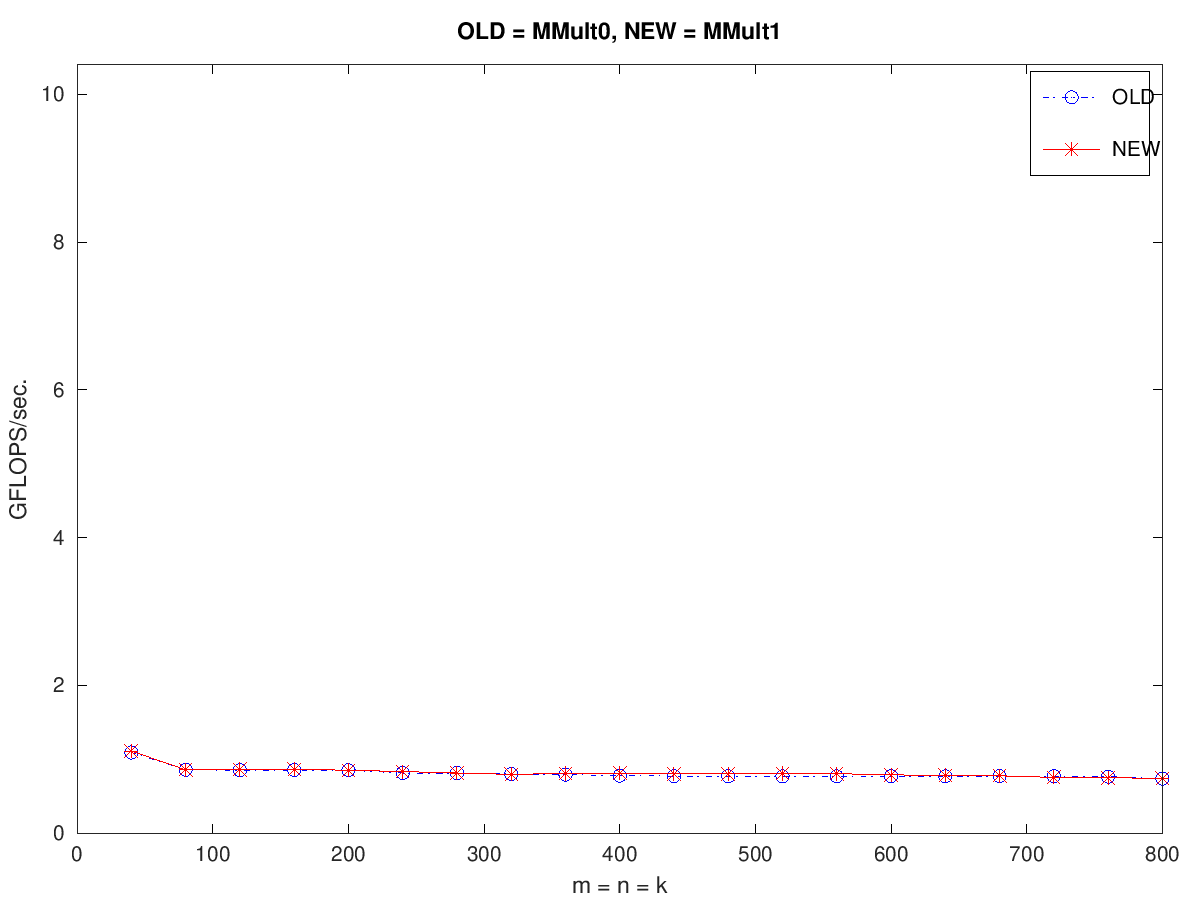 OLD = MMult0, NEW = MMult1
OLD
NEW
10
8
6
4
2
0
GFLOPS/sec.
0 100 200 300 400 500 600 700 800
m = n = k